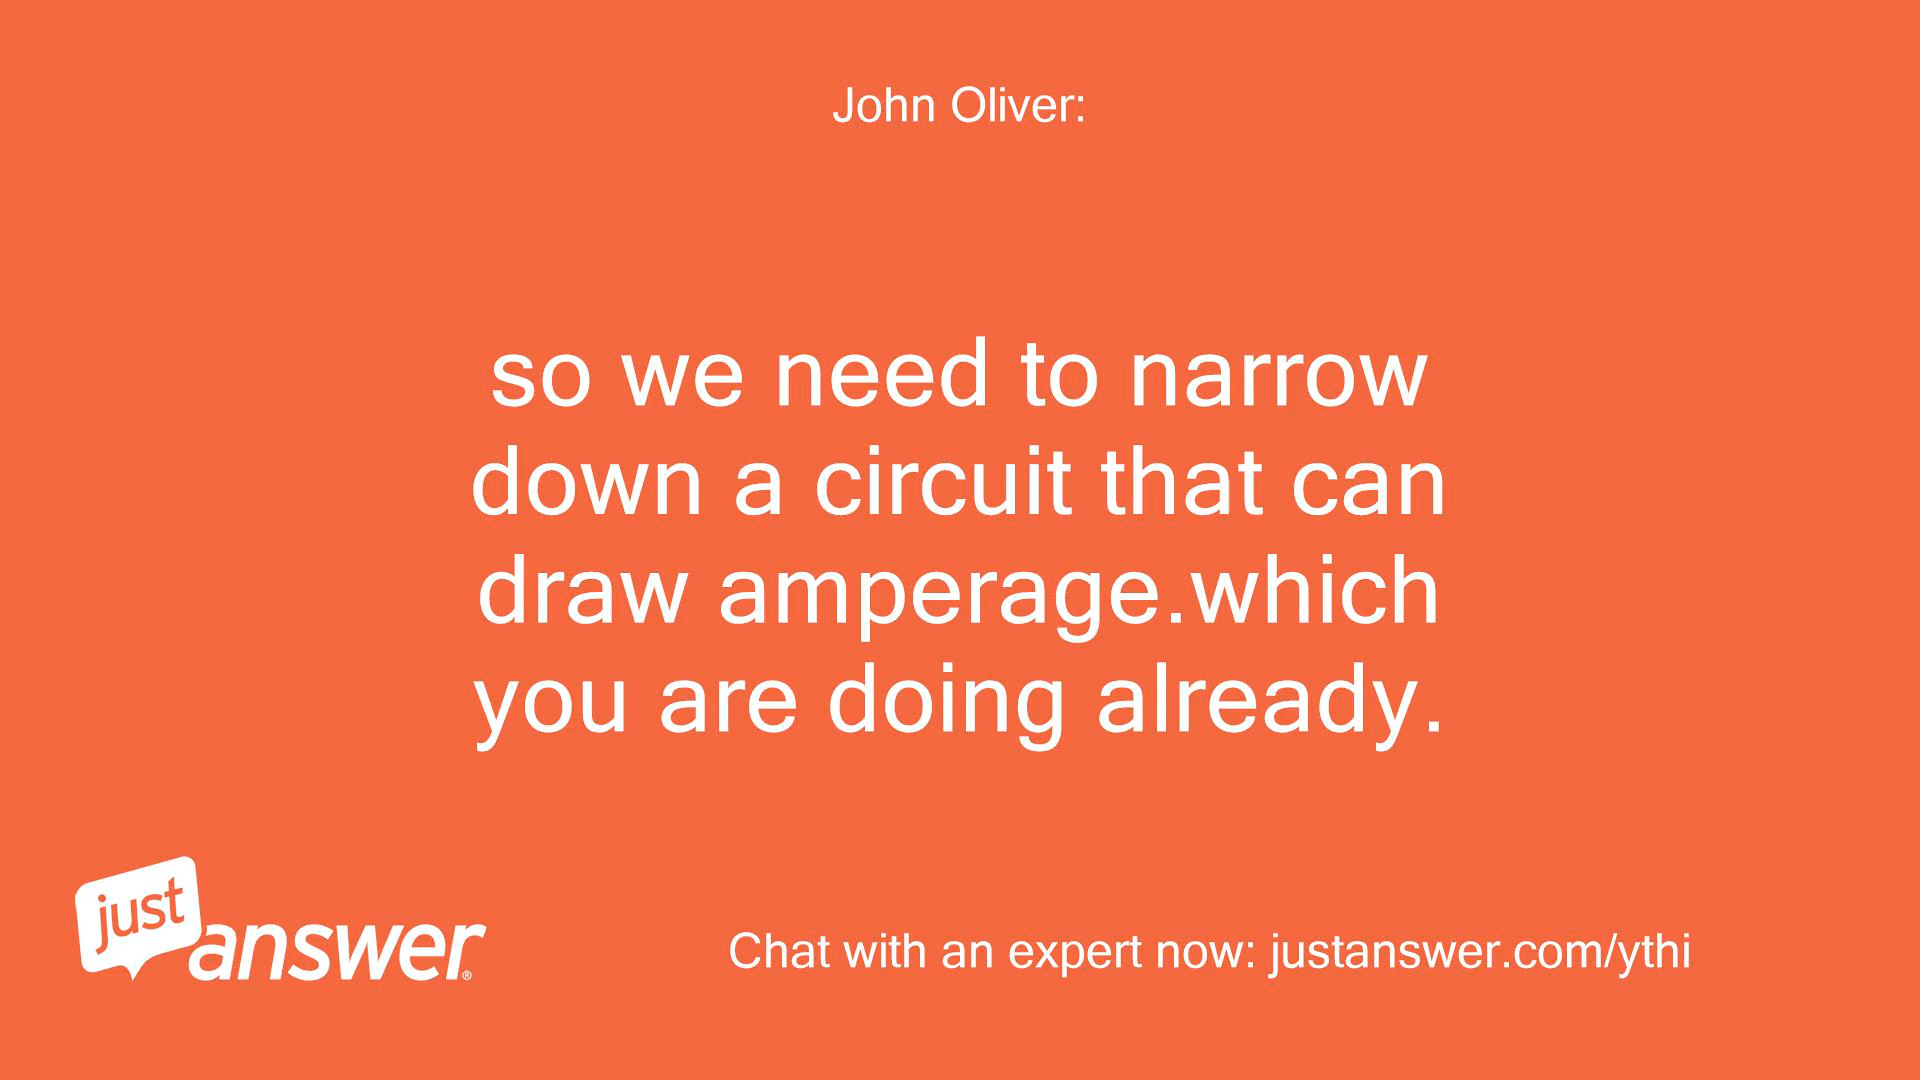 John Oliver:
so we need to narrow
down a circuit that can
draw amperage.which
you are doing already.
just
answer®
Chat with an expert now: justanswer.com/ythi